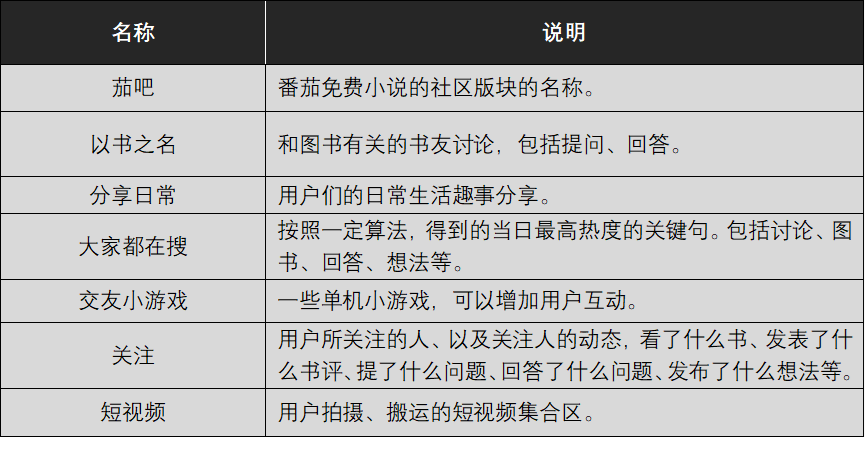 名称 说明
茄吧 番茄免费小说的社区版块的名称。
以书之名 和图书有关的书友讨论，包括提问、回答。
分享日常 用户们的日常生活趣事分享。
大家都在搜 按照一定算法，得到的当日最高热度的关键句。包括讨论、图
书、回答、想法等。
交友小游戏 一些单机小游戏，可以增加用户互动。
关注 用户所关注的人、以及关注人的动态，看了什么书、发表了什
么书评、提了什么问题、回答了什么问题、发布了什么想法等。
短视频 用户拍摄、搬运的短视频集合区。